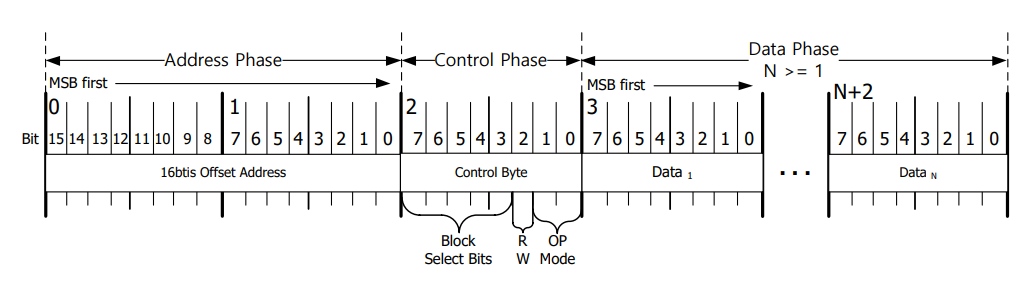 Address Phase Control Phase Data Phase
N >= 1
MSB first MSB first
0 1 2 3 N+2
Bit 15 14 13 12 11 10 9 8 7 6 5 4 3 2 1 0 7 6 5 4 3 2 1 0 7 6 5 4 3 2 1 0 7 6 5 4 3 2 1 0
16btis Offset Address Control Byte Data 1 ... Data N
Block R OP
Select Bits W Mode